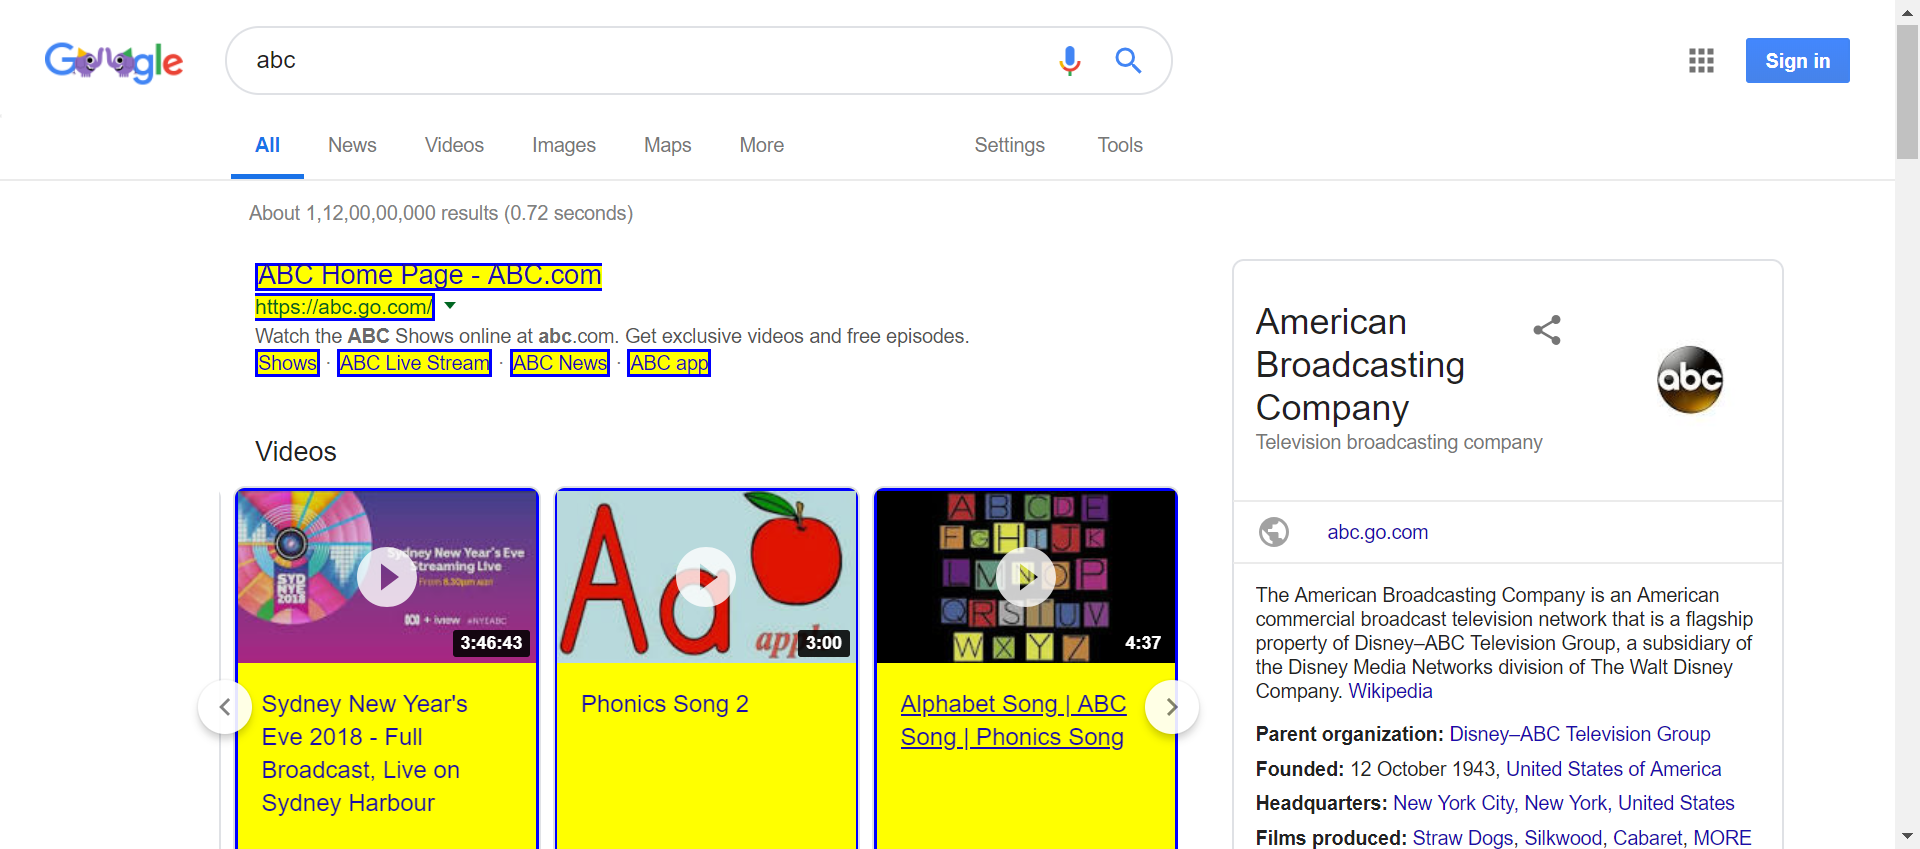 Google
abc
Sign in
All News Videos Images Maps More Settings Tools
About 1,12,00,00,000 results (0.72 seconds)
ABC Home Page - ABC.com
https://abc.go.com/
Watch the ABC Shows online at abc.com. Get exclusive videos and free episodes.
Shows · ABC Live Stream · ABC News · ABC app
Videos
Sydney New Year's Eve
Streaming Live
From 8.30pm AEDT
SYD
NYE
2018
+ iview #NYEABC
3:46:43
Sydney New Year's
Eve 2018 - Full
Broadcast, Live on
Sydney Harbour
Aa
3:00
Phonics Song 2
A B C D E
F G H I J K
L M N O P
Q R S T U V
W X Y Z
4:37
Alphabet Song | ABC
Song | Phonics Song
American
Broadcasting
Company
Television broadcasting company
abc
abc.go.com
The American Broadcasting Company is an American
commercial broadcast television network that is a flagship
property of Disney–ABC Television Group, a subsidiary of
the Disney Media Networks division of The Walt Disney
Company. Wikipedia
Parent organization: Disney–ABC Television Group
Founded: 12 October 1943, United States of America
Headquarters: New York City, New York, United States
Films produced: Straw Dogs, Silkwood, Cabaret, MORE